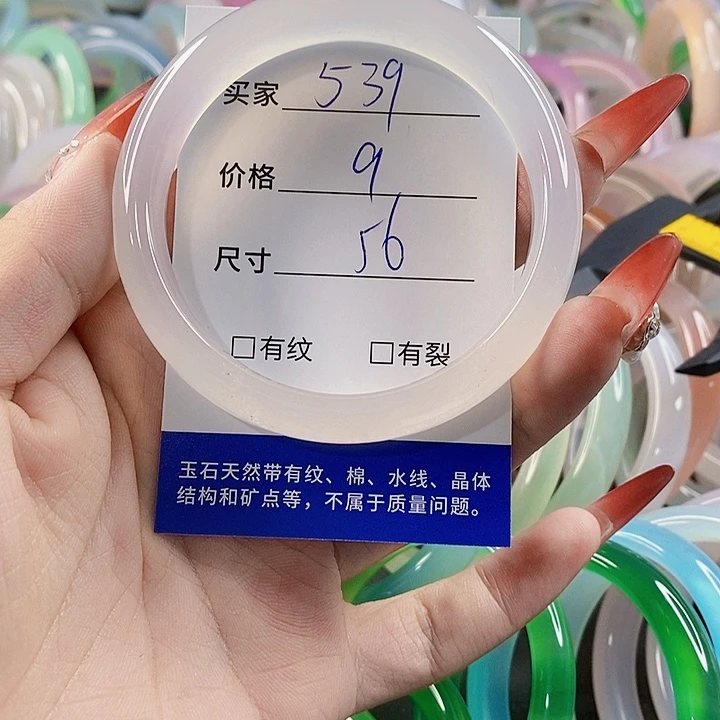 买家 539
价格 9
尺寸 56
□有纹 □有裂
玉石天然带有纹、棉、水线、晶体
结构和矿点等，不属于质量问题。